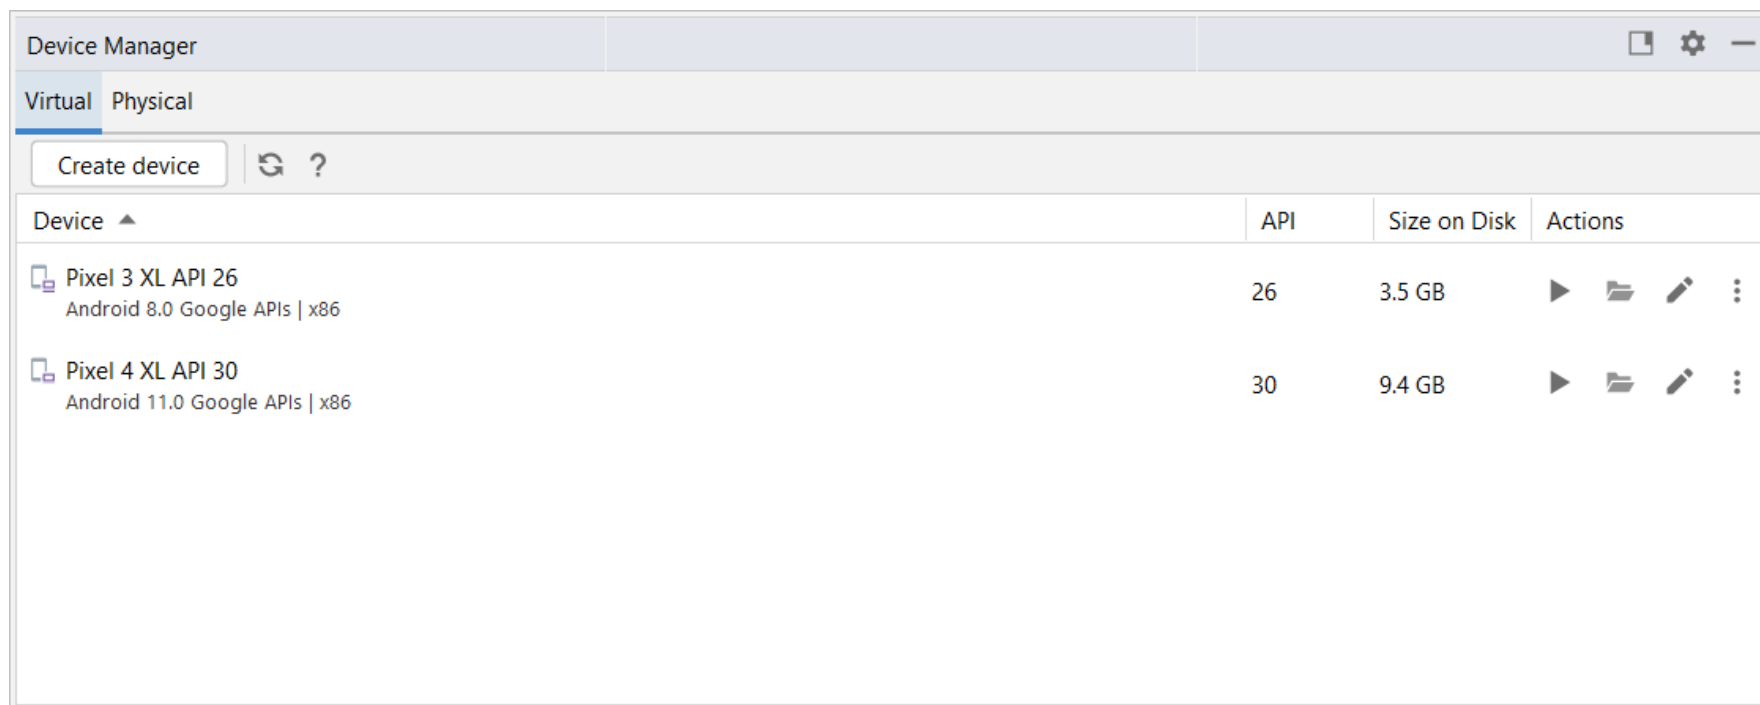 Device Manager
Virtual Physical
Create device ?
Device API Size on Disk Actions
Pixel 3 XL API 26
Android 8.0 Google APIs | x86
26 3.5 GB
Pixel 4 XL API 30
Android 11.0 Google APIs | x86
30 9.4 GB